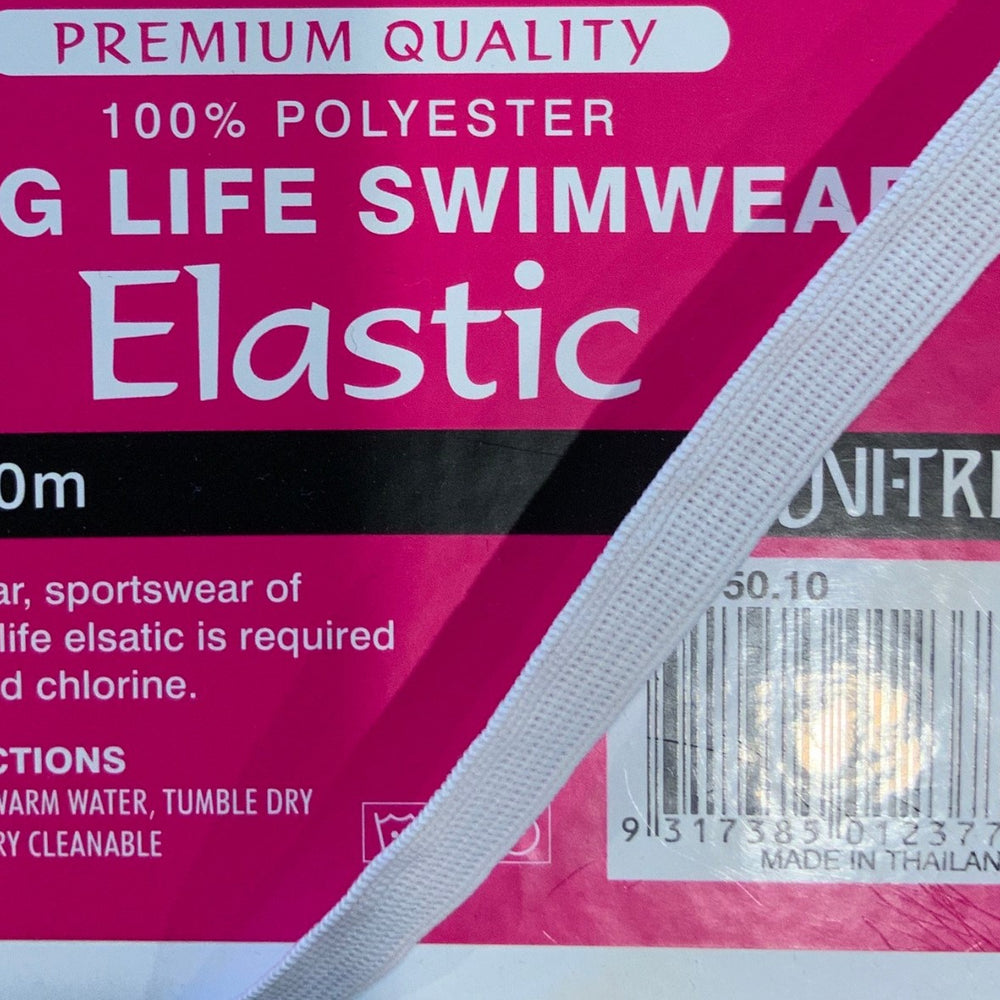 PREMIUM QUALITY
100% POLYESTER
G LIFE SWIMWEAR
Elastic
0m
UNI-TRI
ar, sportswear of
life elsatic is required
d chlorine.
50.10
CTIONS
WARM WATER, TUMBLE DRY
RY CLEANABLE
9 317385 012377
MADE IN THAILAN